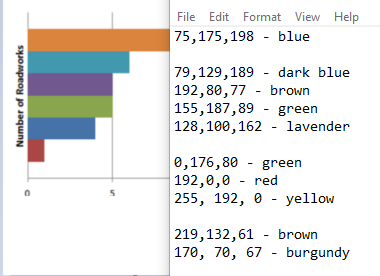 Number of Roadworks
0
5
File Edit Format View Help
75,175,198 - blue
79,129,189 - dark blue
192,80,77 - brown
155,187,89 - green
128,100,162 - lavender
0,176,80 - green
192,0,0 - red
255, 192, 0 - yellow
219,132,61 - brown
170, 70, 67 - burgundy